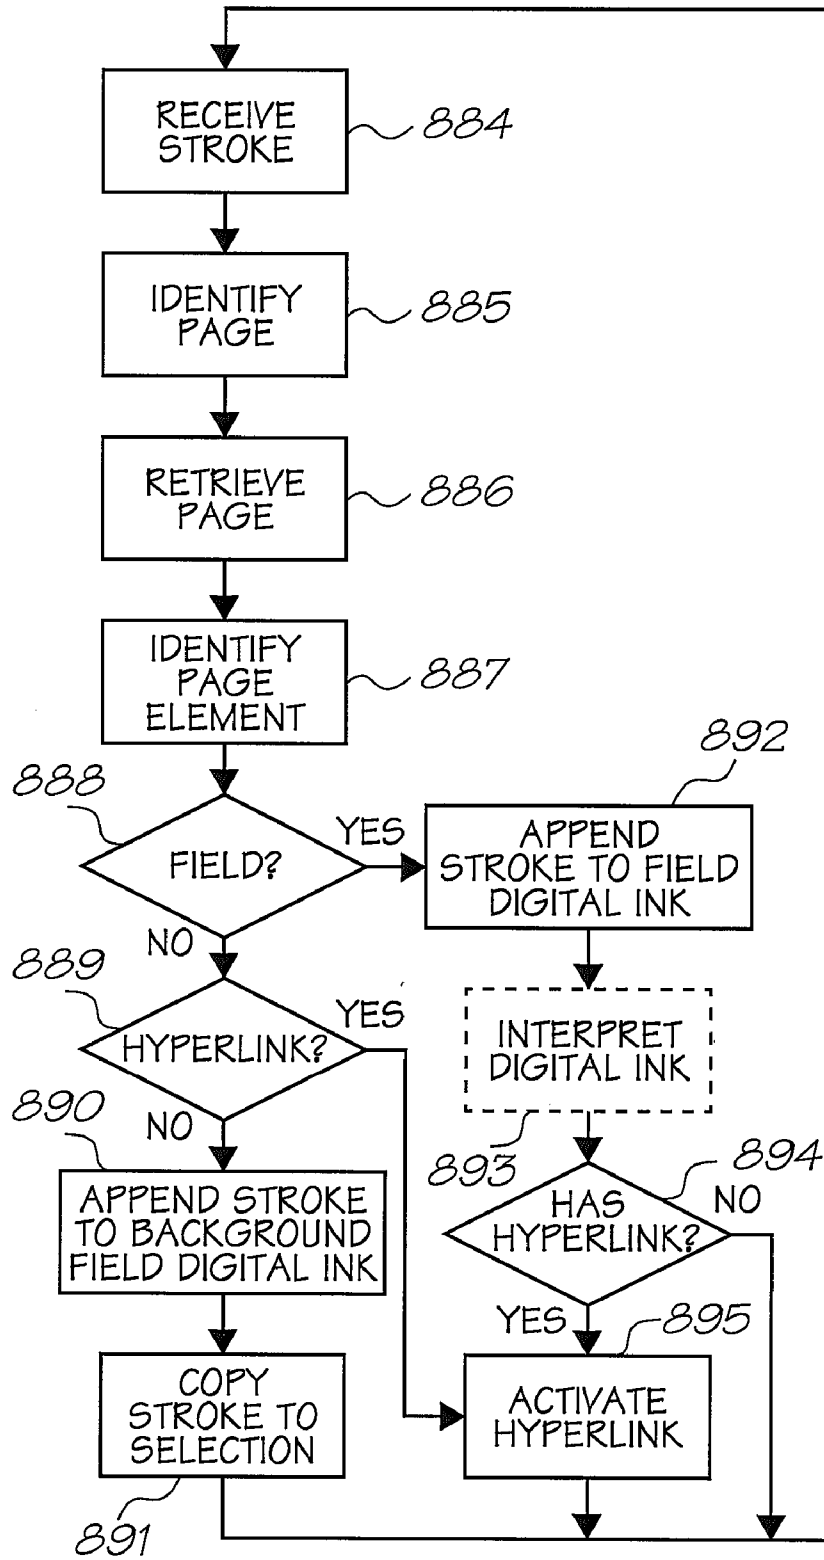 RECEIVE
STROKE
884
IDENTIFY
PAGE
885
RETRIEVE
PAGE
886
IDENTIFY
PAGE
ELEMENT
887
888
FIELD?
YES
NO
892
APPEND
STROKE TO FIELD
DIGITAL INK
889
HYPERLINK?
YES
NO
INTERPRET
DIGITAL INK
893
890
APPEND STROKE
TO BACKGROUND
FIELD DIGITAL INK
894
HAS
HYPERLINK?
NO
YES
895
COPY
STROKE TO
SELECTION
891
ACTIVATE
HYPERLINK